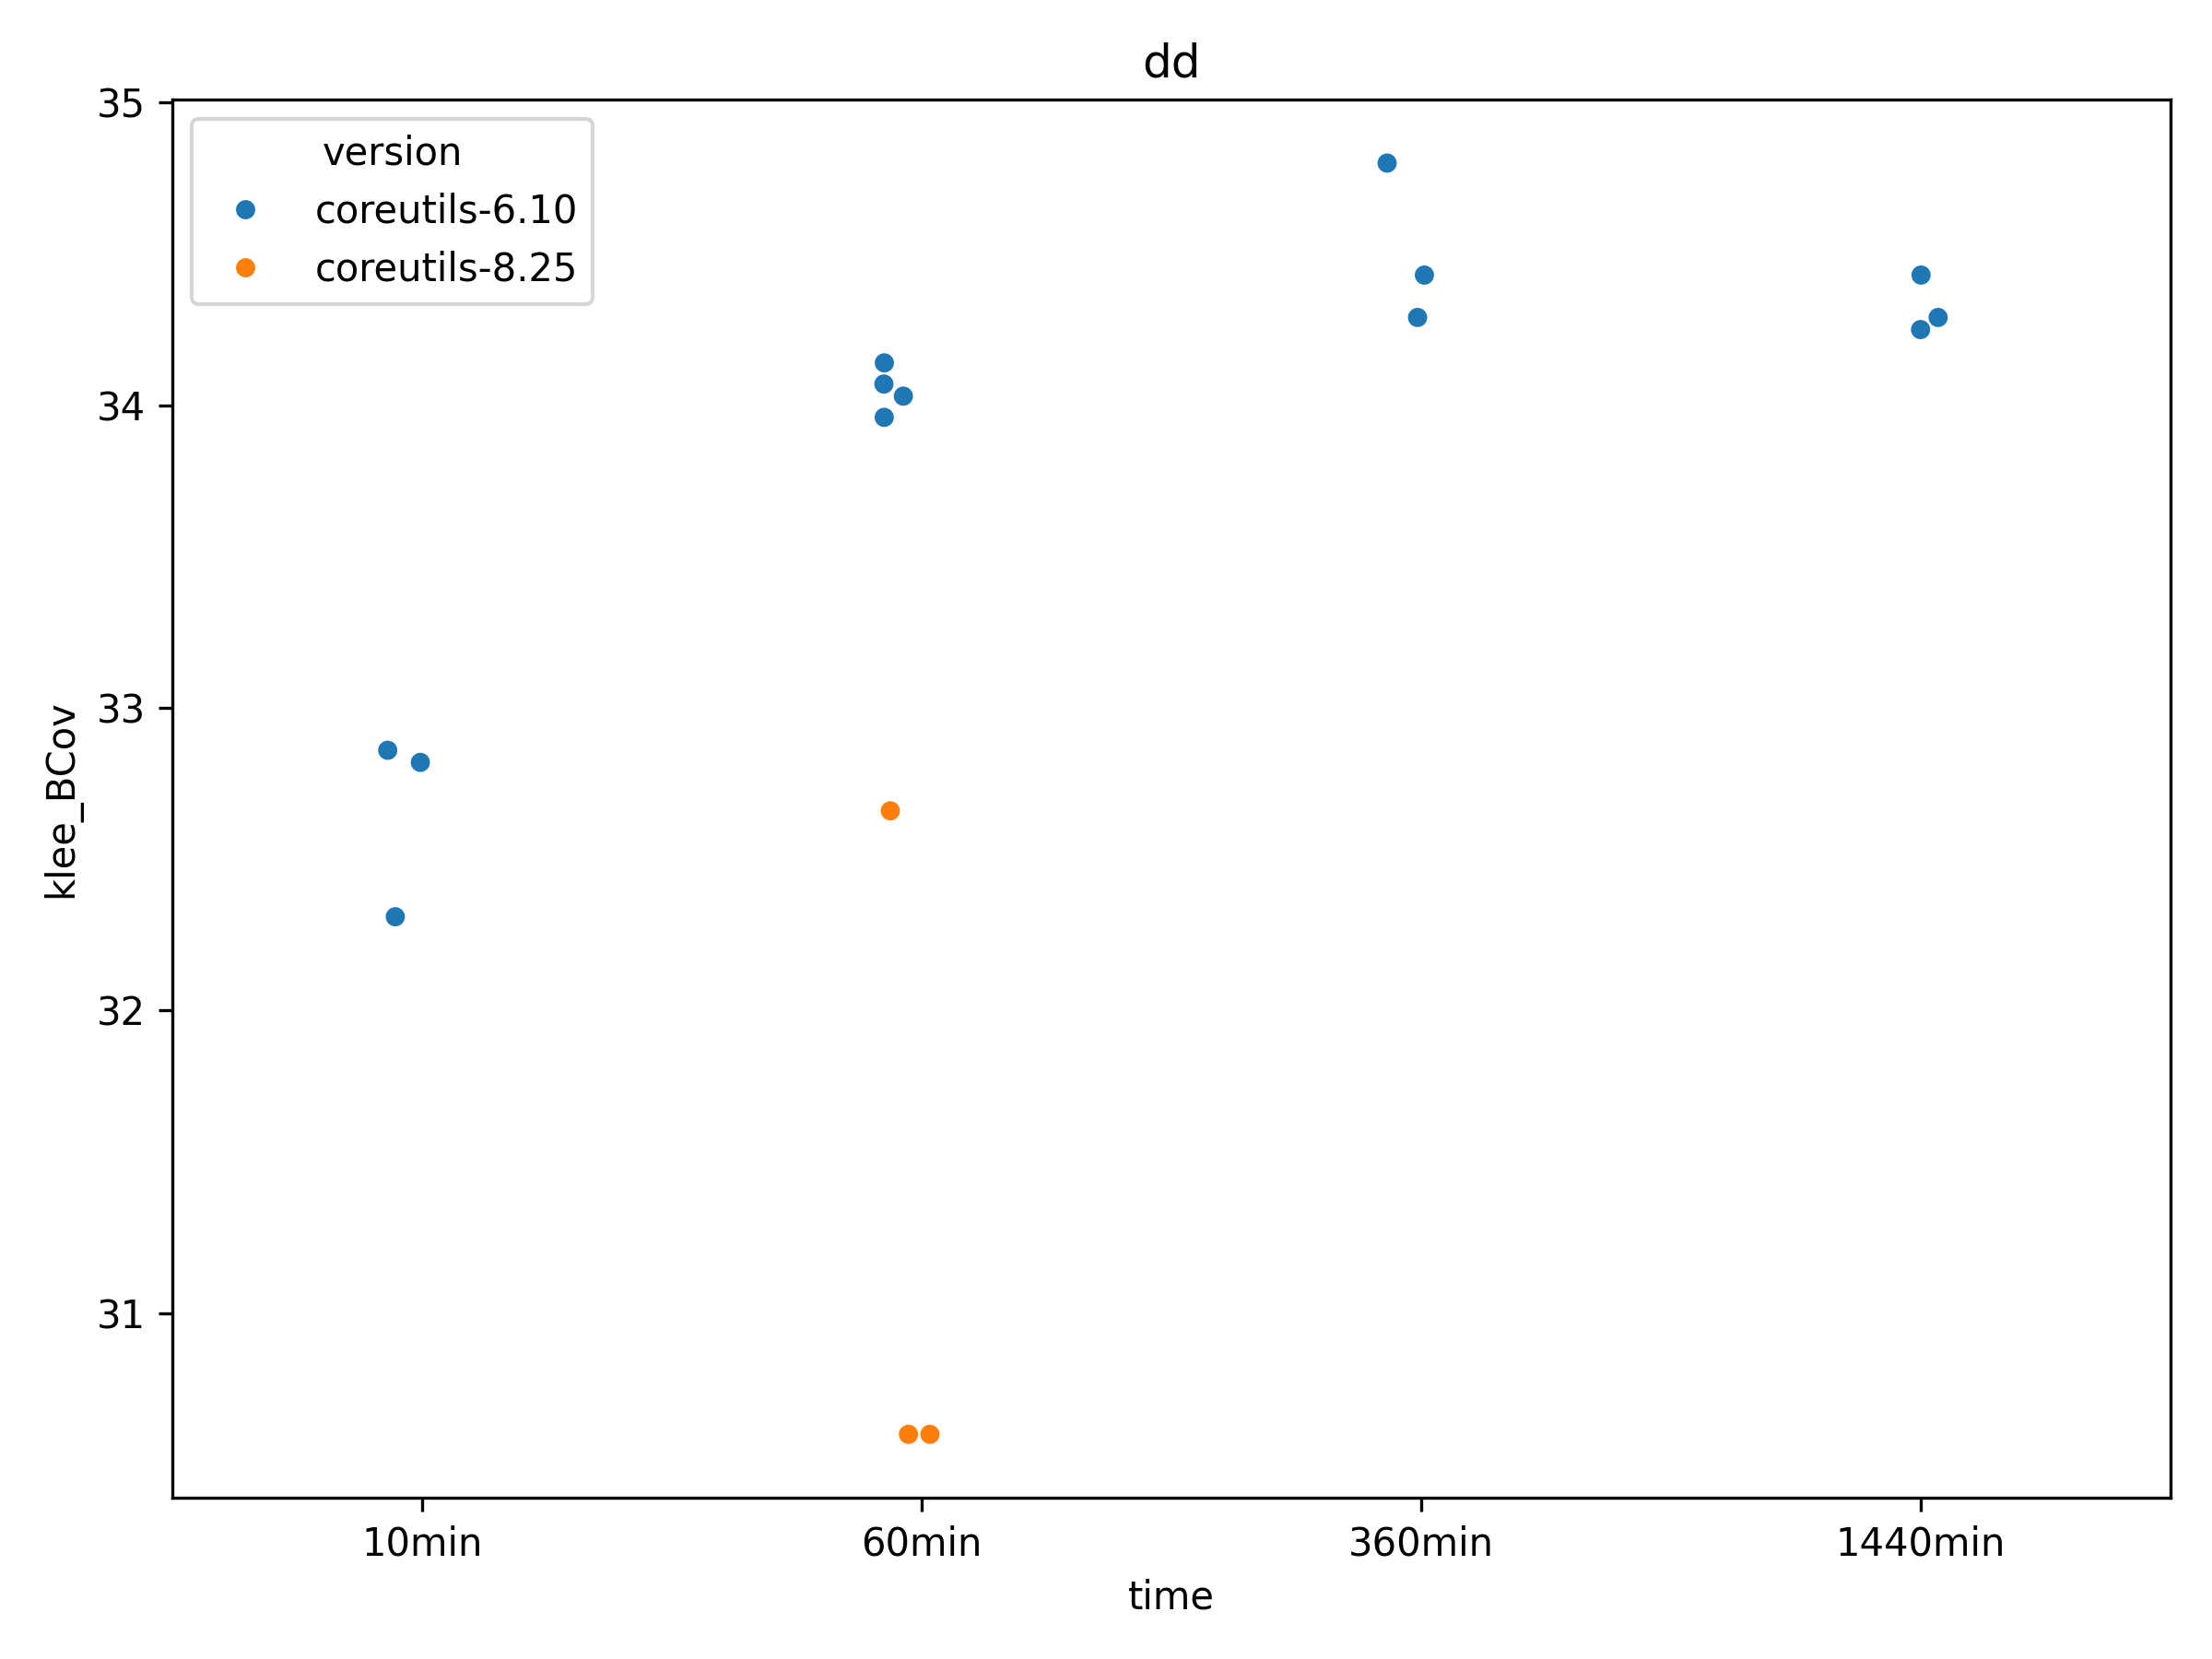 dd
version
coreutils-6.10
coreutils-8.25
35
34
33
32
31
klee_BCov
10min
60min
360min
1440min
time